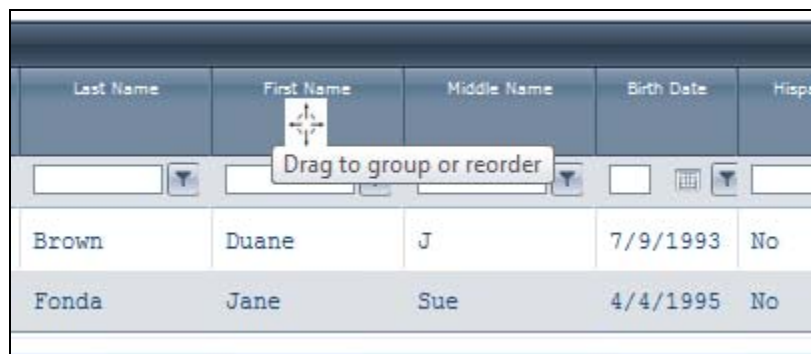 Last Name First Name Middle Name Birth Date Hispa
Drag to group or reorder
Brown Duane J 7/9/1993 No
Fonda Jane Sue 4/4/1995 No